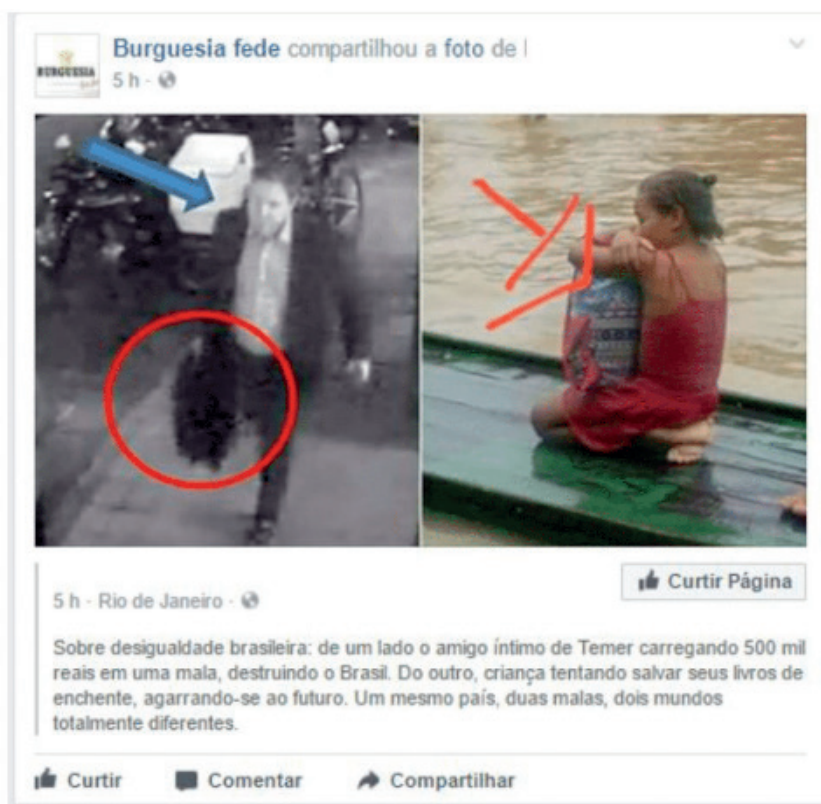 Burguesia fede compartilhou a foto de
BURGUESIA
5 h ·
5 h · Rio de Janeiro ·
Curtir Página
Sobre desigualdade brasileira: de um lado o amigo íntimo de Temer carregando 500 mil
reais em uma mala, destruindo o Brasil. Do outro, criança tentando salvar seus livros de
enchente, agarrando-se ao futuro. Um mesmo país, duas malas, dois mundos
totalmente diferentes.
Curtir Comentar Compartilhar